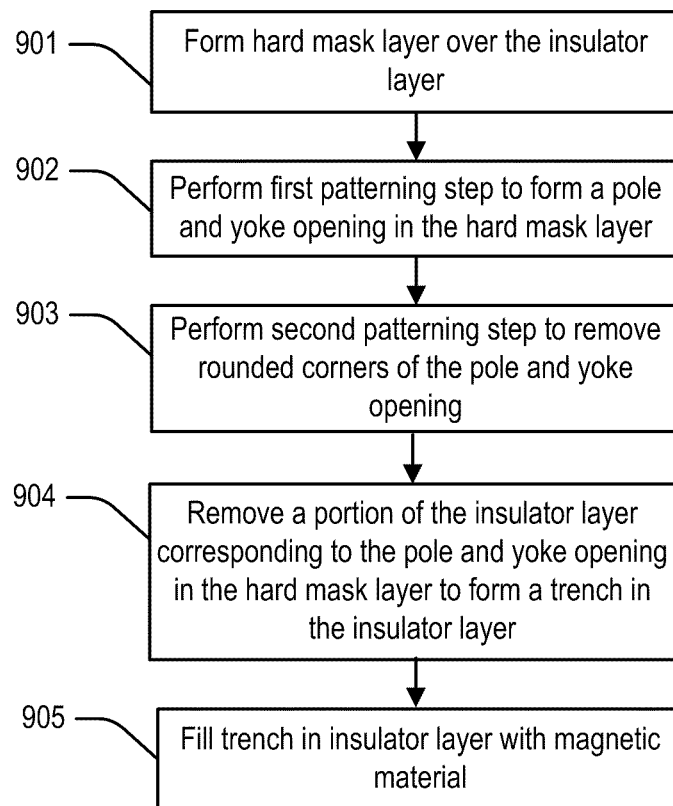 901
Form hard mask layer over the insulator
layer
902
Perform first patterning step to form a pole
and yoke opening in the hard mask layer
903
Perform second patterning step to remove
rounded corners of the pole and yoke
opening
904
Remove a portion of the insulator layer
corresponding to the pole and yoke opening
in the hard mask layer to form a trench in
the insulator layer
905
Fill trench in insulator layer with magnetic
material